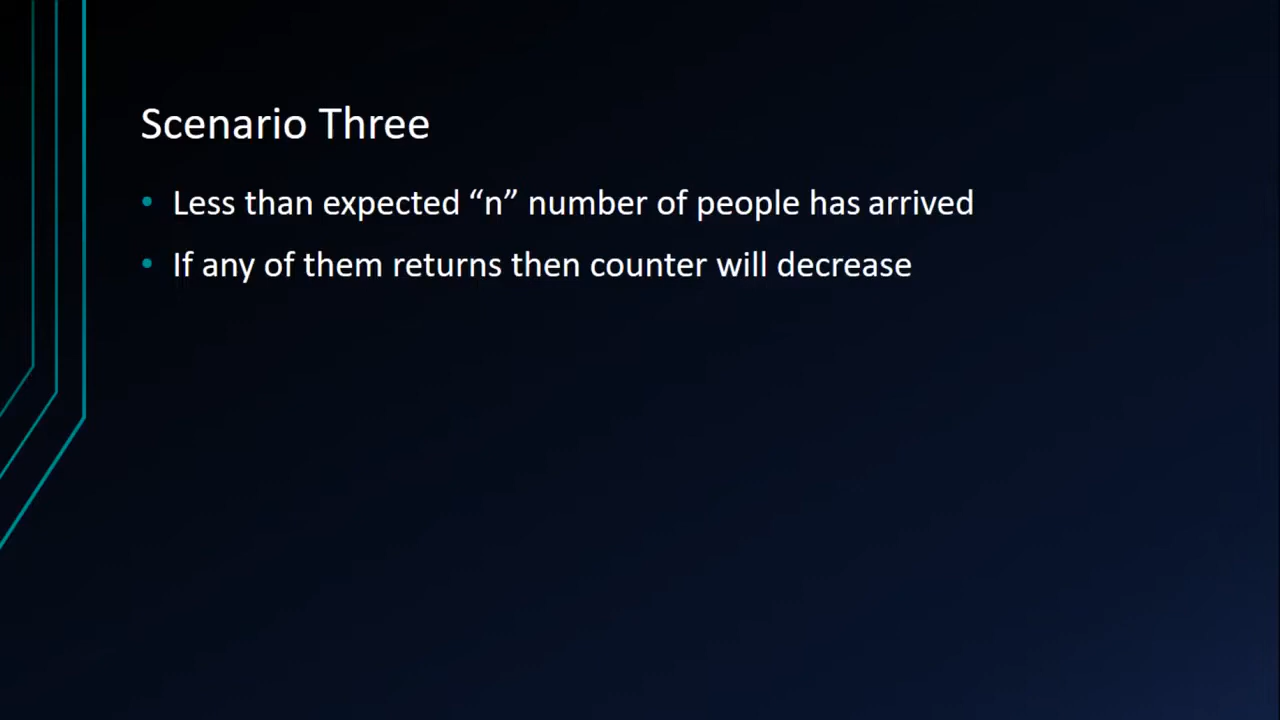 Scenario Three
• Less than expected “n” number of people has arrived
• If any of them returns then counter will decrease